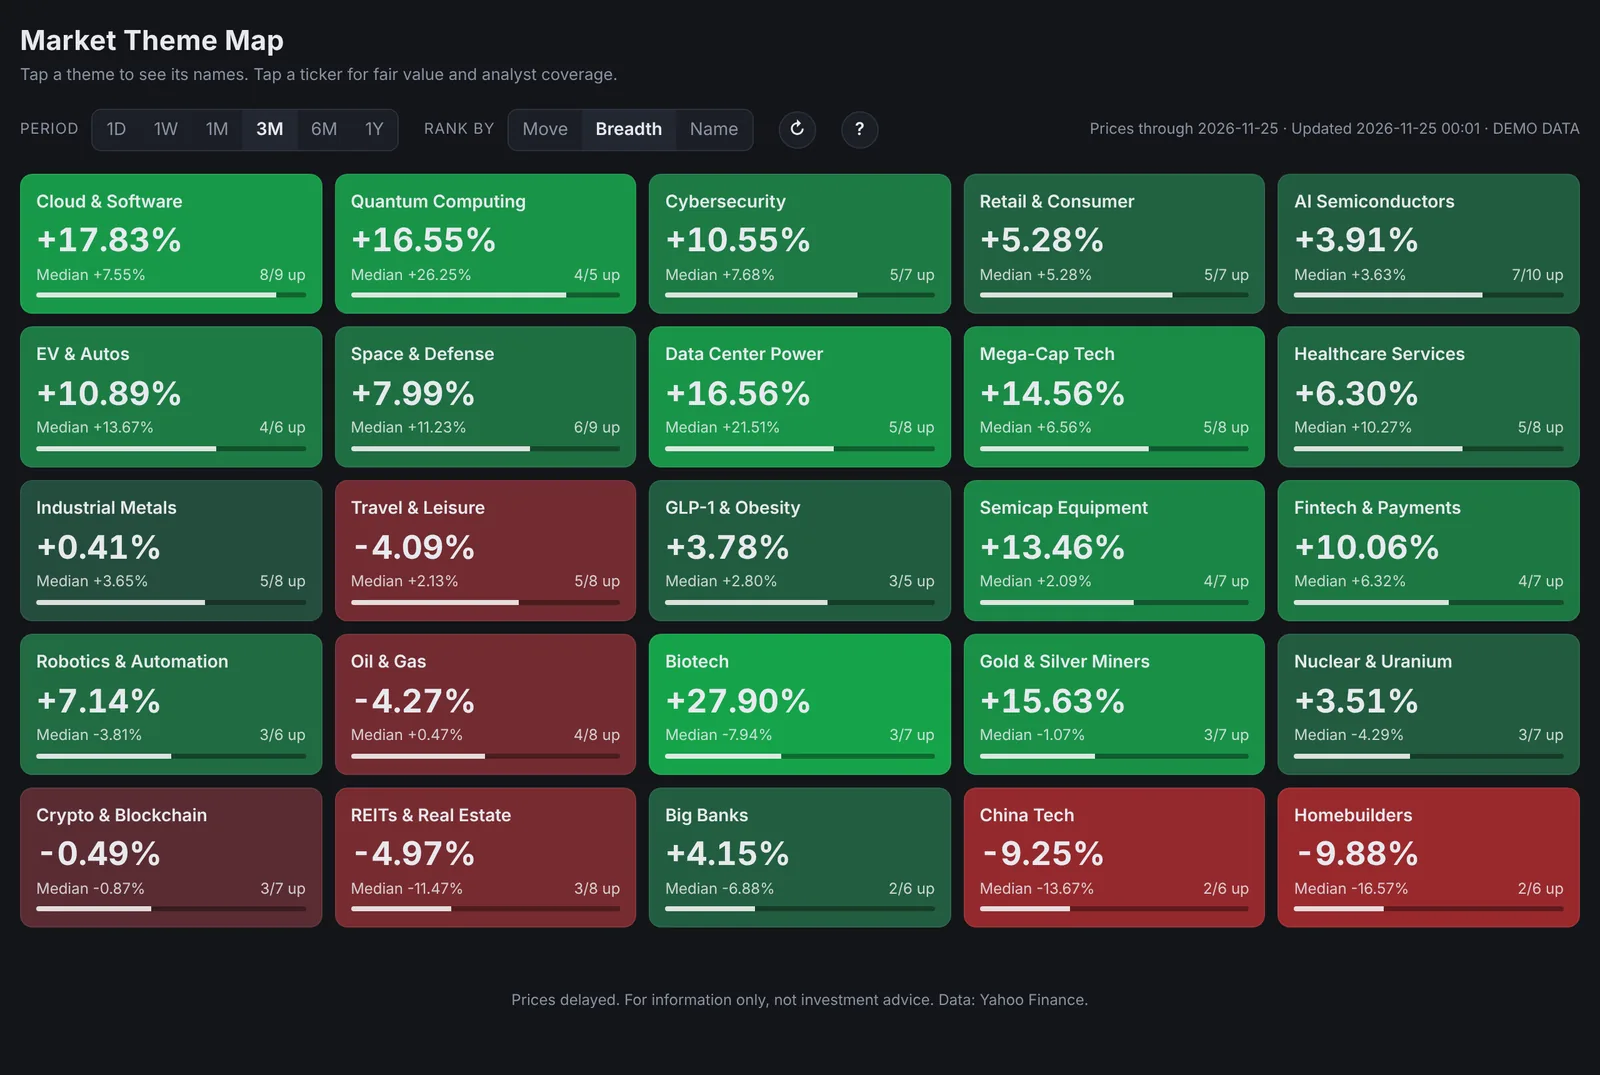 Market Theme Map
Tap a theme to see its names. Tap a ticker for fair value and analyst coverage.
PERIOD 1D 1W 1M 3M 6M 1Y RANK BY Move Breadth Name ? Prices through 2026-11-25 · Updated 2026-11-25 00:01 · DEMO DATA
Cloud & Software
+17.83%
Median +7.55% 8/9 up
Quantum Computing
+16.55%
Median +26.25% 4/5 up
Cybersecurity
+10.55%
Median +7.68% 5/7 up
Retail & Consumer
+5.28%
Median +5.28% 5/7 up
AI Semiconductors
+3.91%
Median +3.63% 7/10 up
EV & Autos
+10.89%
Median +13.67% 4/6 up
Space & Defense
+7.99%
Median +11.23% 6/9 up
Data Center Power
+16.56%
Median +21.51% 5/8 up
Mega-Cap Tech
+14.56%
Median +6.56% 5/8 up
Healthcare Services
+6.30%
Median +10.27% 5/8 up
Industrial Metals
+0.41%
Median +3.65% 5/8 up
Travel & Leisure
-4.09%
Median +2.13% 5/8 up
GLP-1 & Obesity
+3.78%
Median +2.80% 3/5 up
Semicap Equipment
+13.46%
Median +2.09% 4/7 up
Fintech & Payments
+10.06%
Median +6.32% 4/7 up
Robotics & Automation
+7.14%
Median -3.81% 3/6 up
Oil & Gas
-4.27%
Median +0.47% 4/8 up
Biotech
+27.90%
Median -7.94% 3/7 up
Gold & Silver Miners
+15.63%
Median -1.07% 3/7 up
Nuclear & Uranium
+3.51%
Median -4.29% 3/7 up
Crypto & Blockchain
-0.49%
Median -0.87% 3/7 up
REITs & Real Estate
-4.97%
Median -11.47% 3/8 up
Big Banks
+4.15%
Median -6.88% 2/6 up
China Tech
-9.25%
Median -13.67% 2/6 up
Homebuilders
-9.88%
Median -16.57% 2/6 up
Prices delayed. For information only, not investment advice. Data: Yahoo Finance.